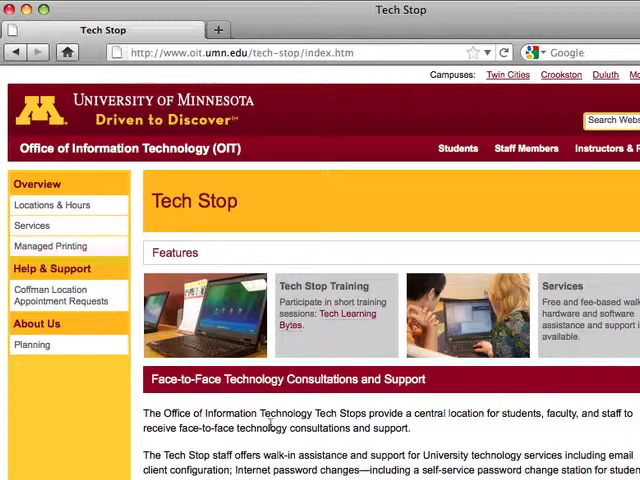 Tech Stop
Tech Stop
http://www.oit.umn.edu/tech-stop/index.htm
Google
Campuses: Twin Cities Crookston Duluth
UNIVERSITY OF MINNESOTA
Driven to Discover℠
Search Webs
Office of Information Technology (OIT)
Students Staff Members Instructors &
Overview
Locations & Hours
Services
Managed Printing
Help & Support
Coffman Location
Appointment Requests
About Us
Planning
Tech Stop
Features
Tech Stop Training
Participate in short training
sessions: Tech Learning
Bytes.
Services
Free and fee-based walk
hardware and software
assistance and support i
available.
Face-to-Face Technology Consultations and Support
The Office of Information Technology Tech Stops provide a central location for students, faculty, and staff to
receive face-to-face technology consultations and support.
The Tech Stop staff offers walk-in assistance and support for University technology services including email
client configuration; Internet password changes—including a self-service password change station for studen